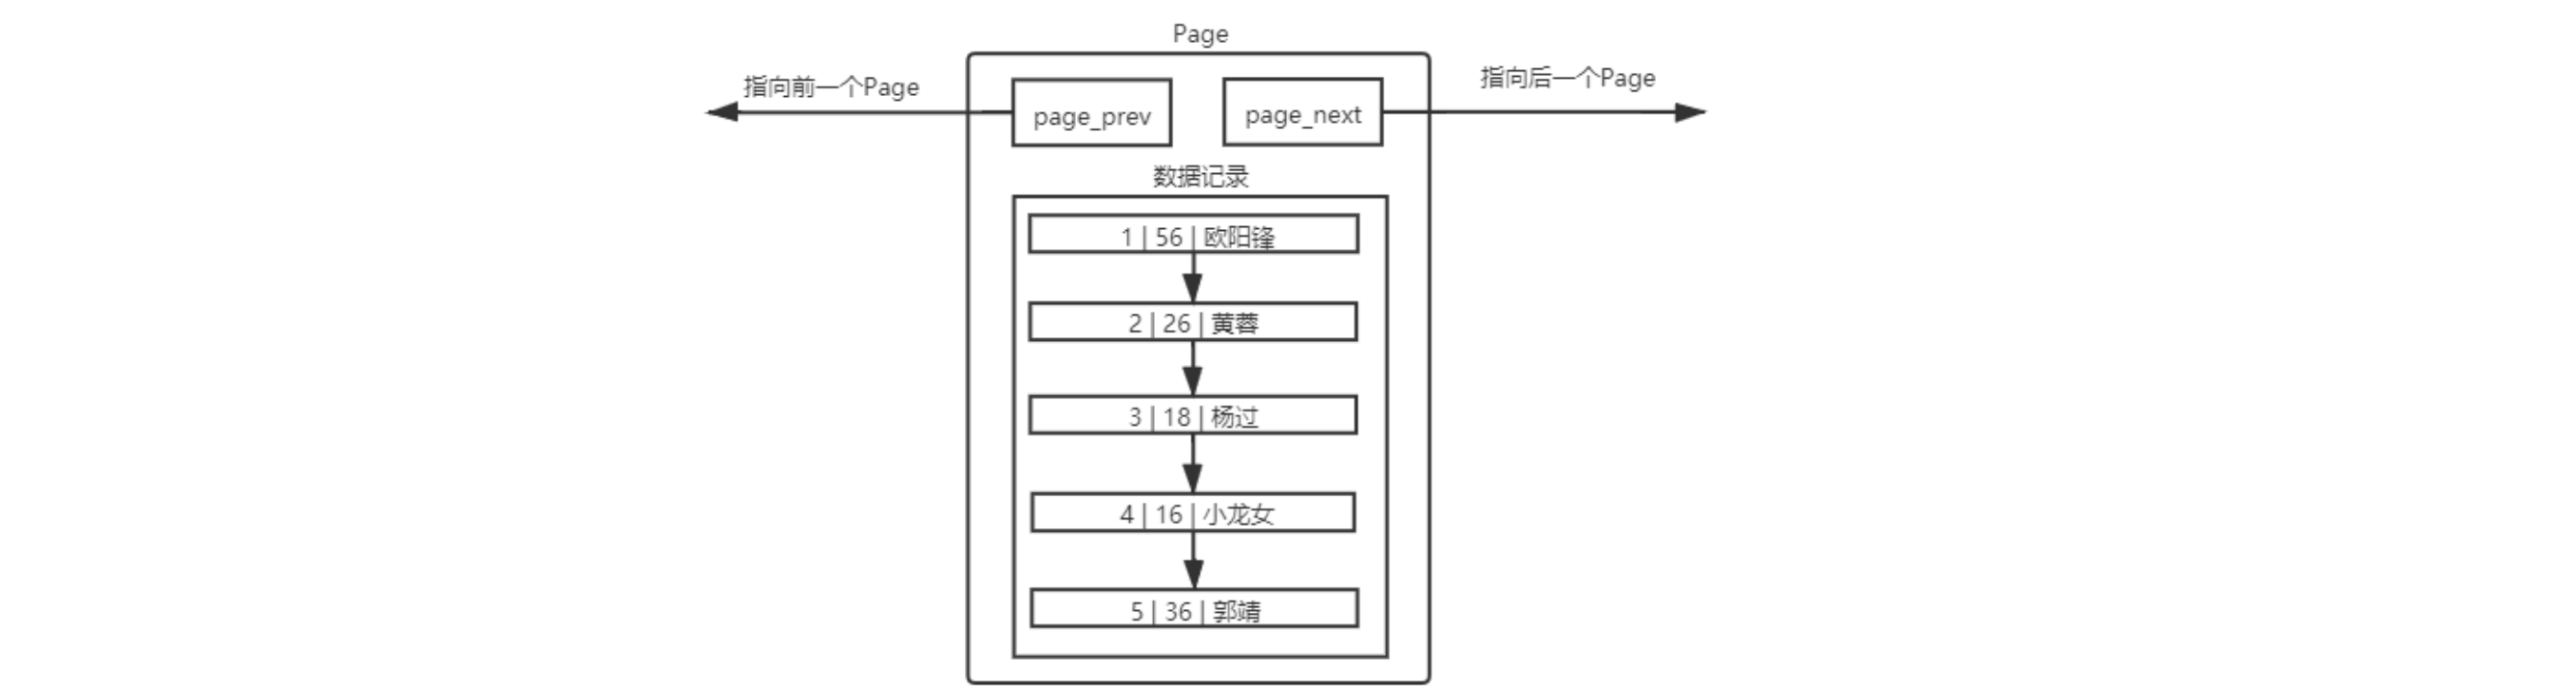 Page
指向前一个Page
指向后一个Page
page_prev
page_next
数据记录
1 | 56 | 欧阳锋
2 | 26 | 黄蓉
3 | 18 | 杨过
4 | 16 | 小龙女
5 | 36 | 郭靖